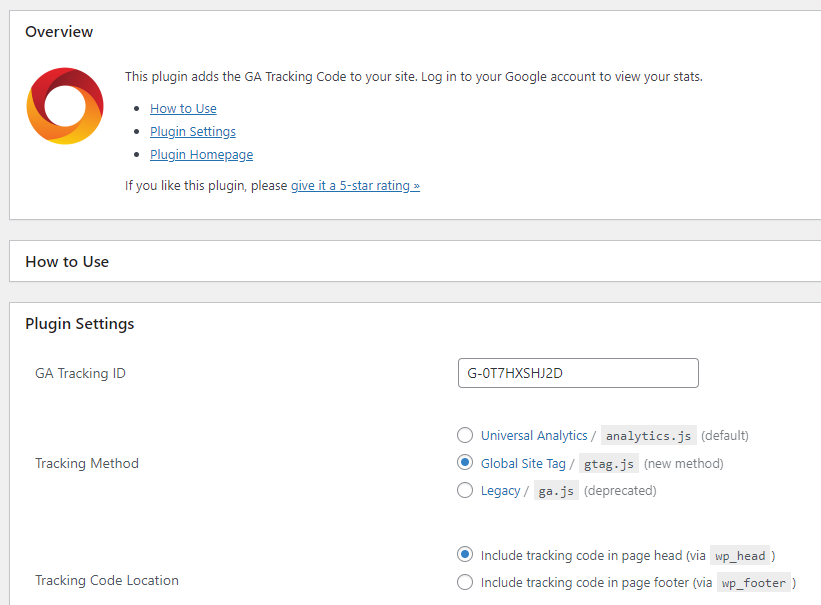 Overview
This plugin adds the GA Tracking Code to your site. Log in to your Google account to view your stats.
How to Use
Plugin Settings
Plugin Homepage
If you like this plugin, please give it a 5-star rating »
How to Use
Plugin Settings
GA Tracking ID
G-0T7HXSHJ2D
Tracking Method
Universal Analytics / analytics.js (default)
Global Site Tag / gtag.js (new method)
Legacy / ga.js (deprecated)
Tracking Code Location
Include tracking code in page head (via wp_head )
Include tracking code in page footer (via wp_footer )